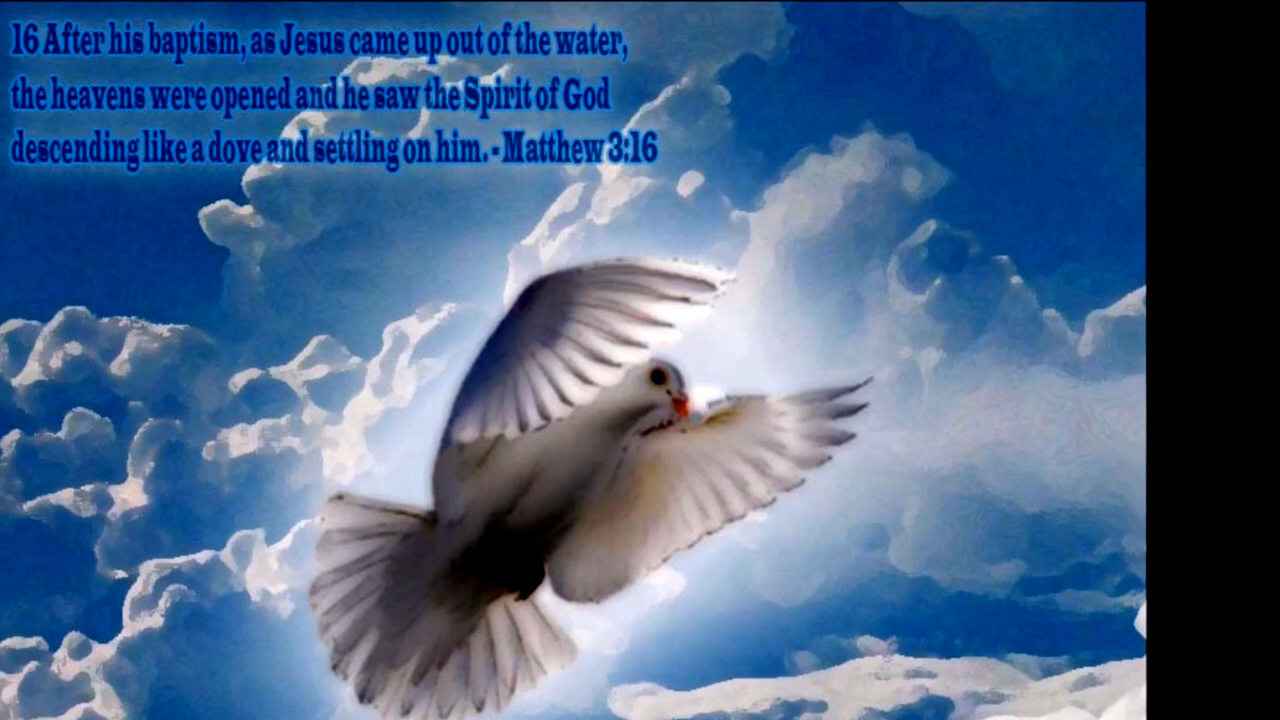 16 After his baptism, as Jesus came up out of the water,
the heavens were opened and he saw the Spirit of God
descending like a dove and settling on him. - Matthew 3:16